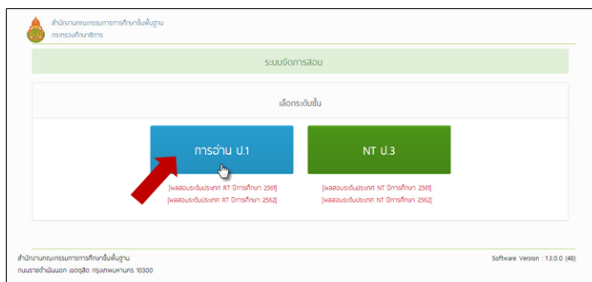 สำนักงานคณะกรรมการการศึกษาขั้นพื้นฐาน
กระทรวงศึกษาธิการ
ระบบจัดการสอบ
เลือกระดับชั้น
การอ่าน ป.1
NT ป.3
[ผลสอบระดับประเทศ RT ปีการศึกษา 2561]
[ผลสอบระดับประเทศ NT ปีการศึกษา 2561]
[ผลสอบระดับประเทศ RT ปีการศึกษา 2562]
[ผลสอบระดับประเทศ NT ปีการศึกษา 2562]
สำนักงานคณะกรรมการการศึกษาขั้นพื้นฐาน
Software Version : 1.3.0.0 (48)
ถนนราชดำเนินนอก เขตดุสิต กรุงเทพมหานคร 10300